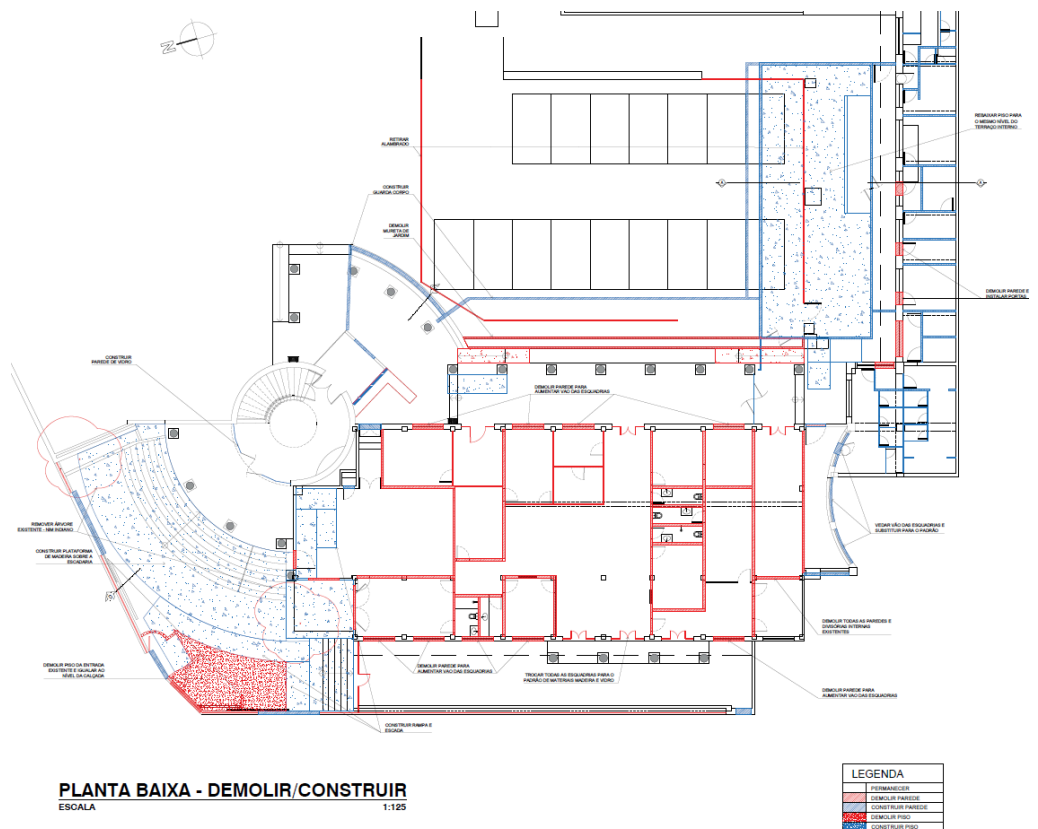 N
RETIRAR
ALAMBRADO
REBAIXAR PISO PARA
O MESMO NÍVEL DO
TERRAÇO INTERNO
CONSTRUIR
GUARDA CORPO
DEMOLIR
MURETA DE
JARDIM
DEMOLIR PAREDE E
INSTALAR PORTAS
CONSTRUIR
PAREDE DE VIDRO
DEMOLIR PAREDE PARA
AUMENTAR VAO DAS ESQUADRIAS
REMOVER ÁRVORE
EXISTENTE - NIM INDIANO
CONSTRUIR PLATAFORMA
DE MADEIRA SOBRE A
ESCADARIA
VEDAR VÃO DAS ESQUADRIAS E
SUBSTITUIR PARA O PADRÃO
DEMOLIR TODAS AS PAREDES E
DIVISÓRIAS INTERNAS
EXISTENTES
DEMOLIR PISO DA ENTRADA
EXISTENTE E IGUALAR AO
NÍVEL DA CALÇADA
DEMOLIR PAREDE PARA
AUMENTAR VAO DAS ESQUADRIAS
TROCAR TODAS AS ESQUADRIAS PARA O
PADRÃO DE MATERIAIS MADEIRA E VIDRO
DEMOLIR PAREDE PARA
AUMENTAR VAO DAS ESQUADRIAS
CONSTRUIR RAMPA E
ESCADA
PLANTA BAIXA - DEMOLIR/CONSTRUIR
ESCALA 1:125
LEGENDA
PERMANECER
DEMOLIR PAREDE
CONSTRUIR PAREDE
DEMOLIR PISO
CONSTRUIR PISO